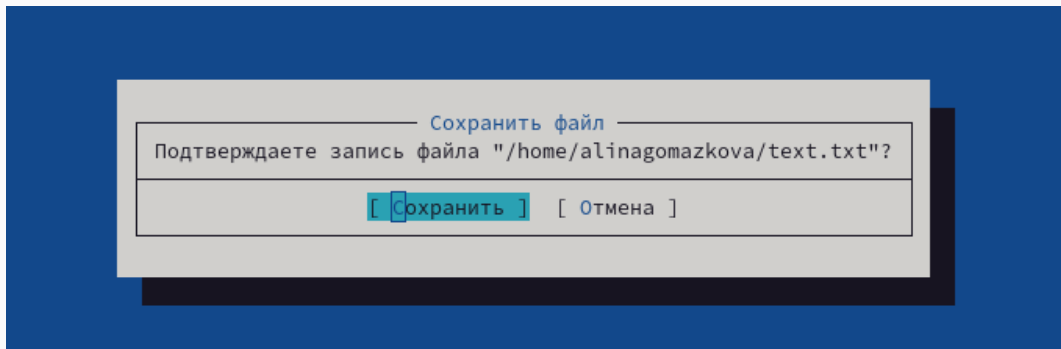 Сохранить файл
Подтверждаете запись файла "/home/alinagomazkova/text.txt"?
[ Сохранить ] [ Отмена ]